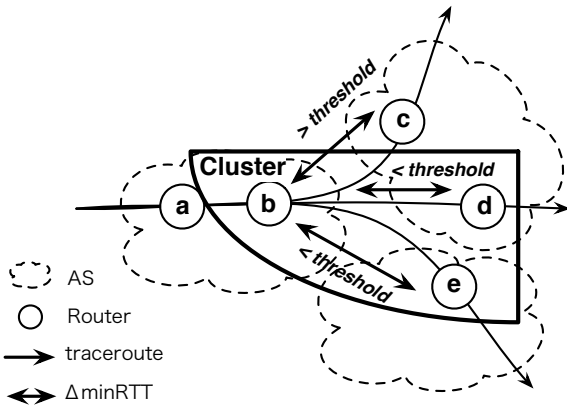 > threshold
c
Cluster
< threshold
a
b
d
< threshold
e
AS
Router
traceroute
ΔminRTT